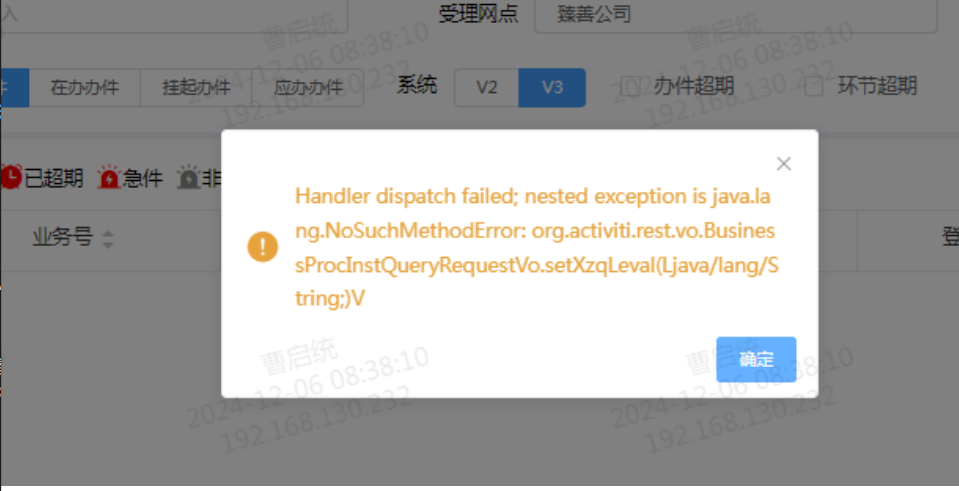 入 受理网点 臻善公司
件 在办办件 挂起办件 应办办件 系统 V2 V3 办件超期 环节超期
已超期 急件 非
业务号 登
Handler dispatch failed; nested exception is java.la
ng.NoSuchMethodError: org.activiti.rest.vo.Busines
sProcInstQueryRequestVo.setXzqLeval(Ljava/lang/S
tring;)V
确定
曹启统
2024-12-06 08:38:10
192.168.130.232
曹启统
2024-12-06 08:38:10
192.168.130.232
曹启统
2024-12-06 08:38:10
192.168.130.232
曹启统
2024-12-06 08:38:10
192.168.130.232